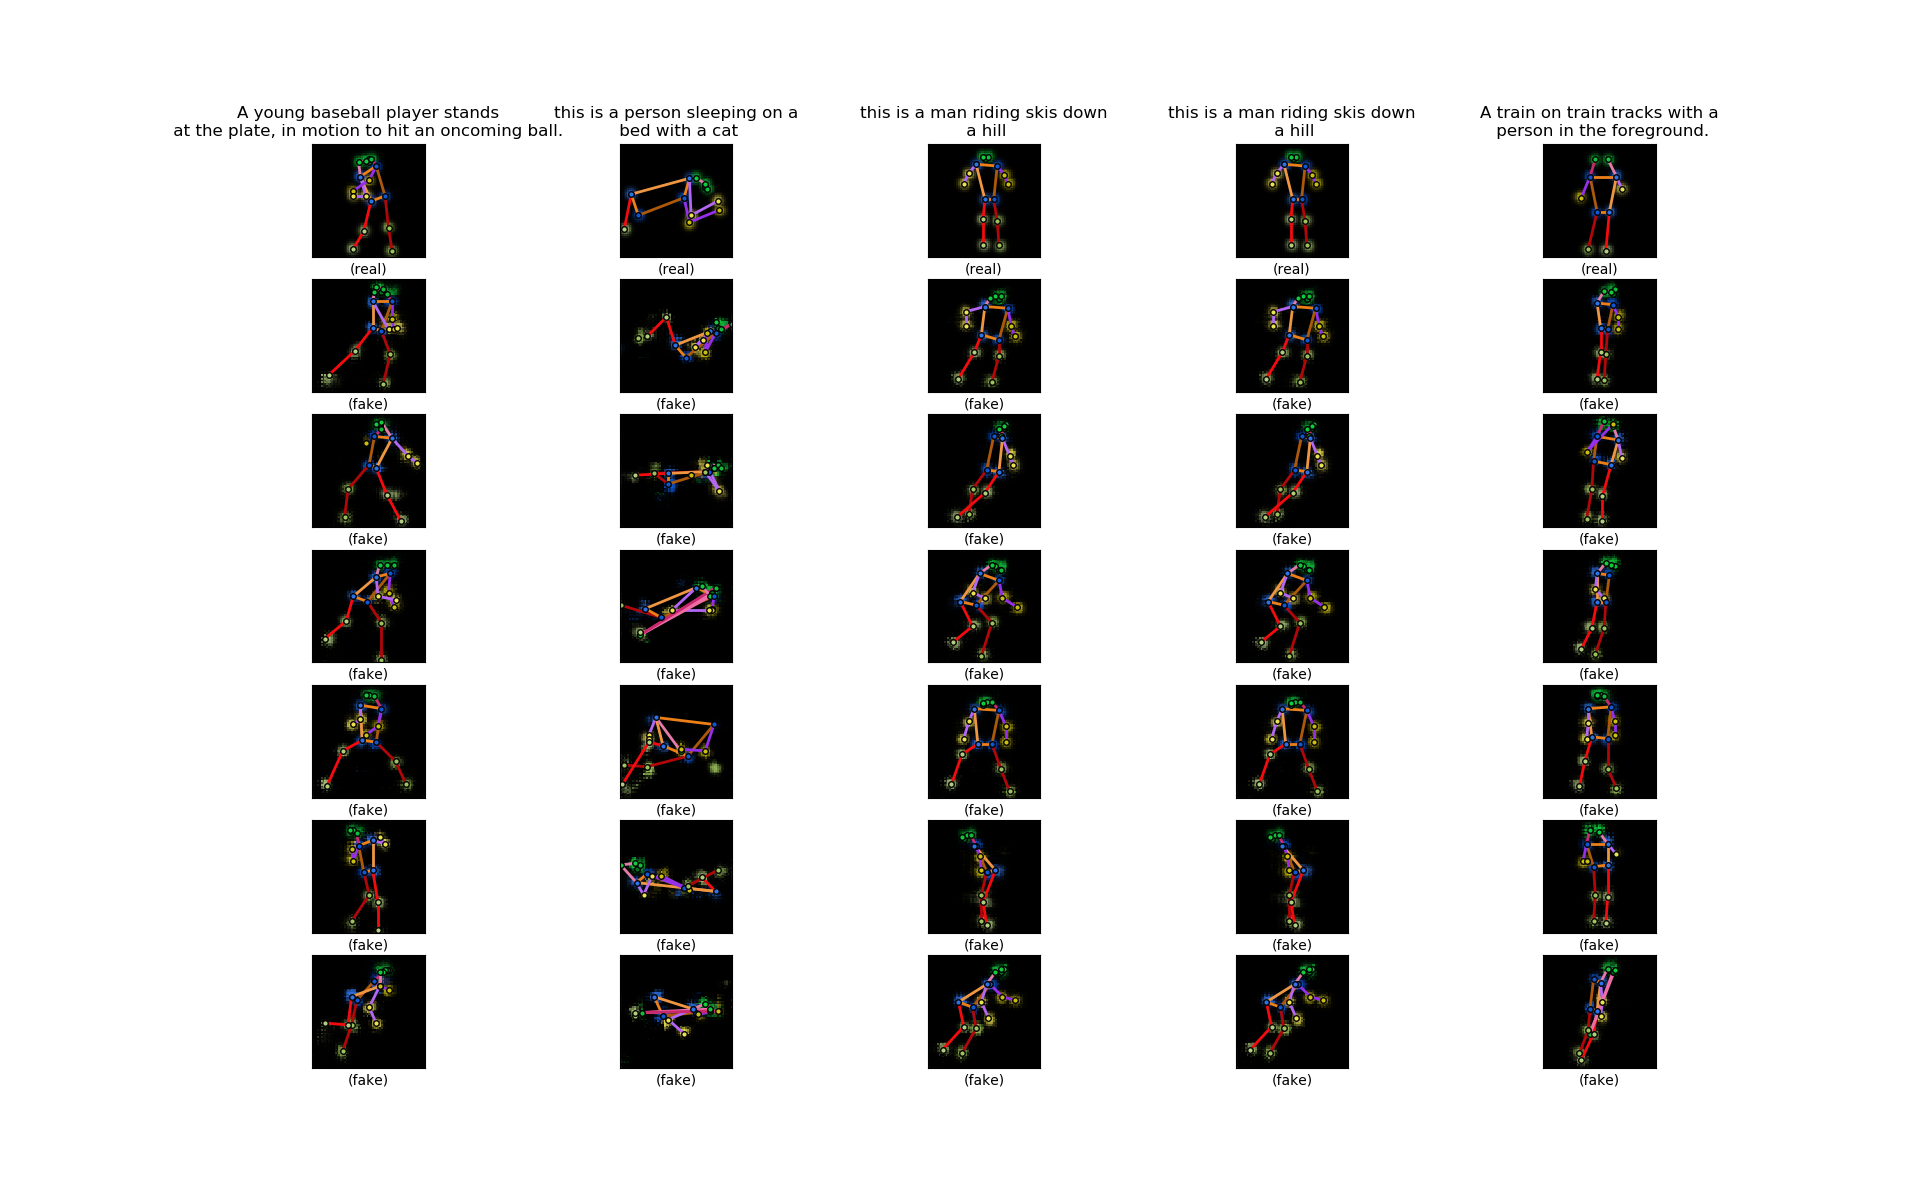 A young baseball player stands
at the plate, in motion to hit an oncoming ball.
this is a person sleeping on a
bed with a cat
this is a man riding skis down
a hill
this is a man riding skis down
a hill
A train on train tracks with a
person in the foreground.
(real) (real) (real) (real) (real)
(fake) (fake) (fake) (fake) (fake)
(fake) (fake) (fake) (fake) (fake)
(fake) (fake) (fake) (fake) (fake)
(fake) (fake) (fake) (fake) (fake)
(fake) (fake) (fake) (fake) (fake)
(fake) (fake) (fake) (fake) (fake)